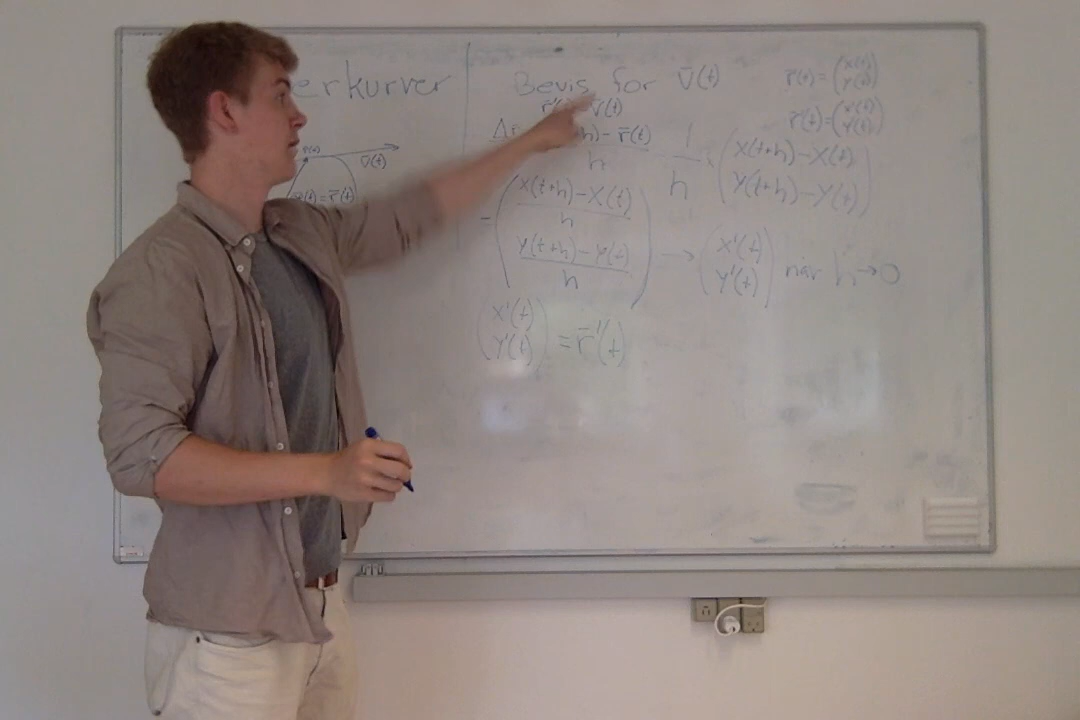 erkurver
v̄(t)
= r̄(t)
Bevis for v̄(t)
v̄(t)
h) - r̄(t)
h
1
h
(X(t+h) - X(t)
Y(t+h) - Y(t))
r̄(t) = (X(t)
Y(t))
r̄'(t) = (X'(t)
Y'(t))
= (X(t+h) - X(t)
h
Y(t+h) - Y(t)
h) → (X'(t)
Y'(t)) når h → 0
(X'(t)
Y'(t)) = r̄'(t)